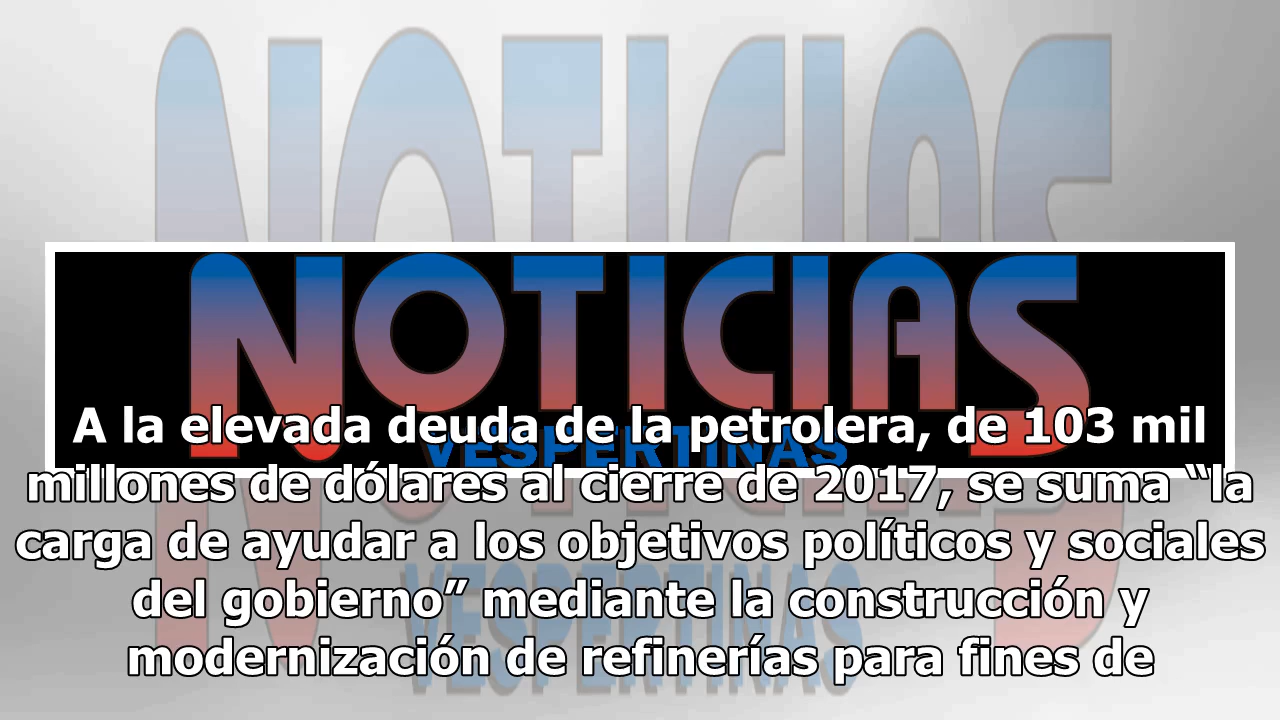 NOTICIAS
VESPERTINAS
A la elevada deuda de la petrolera, de 103 mil
millones de dólares al cierre de 2017, se suma “la
carga de ayudar a los objetivos políticos y sociales
del gobierno” mediante la construcción y
modernización de refinerías para fines de